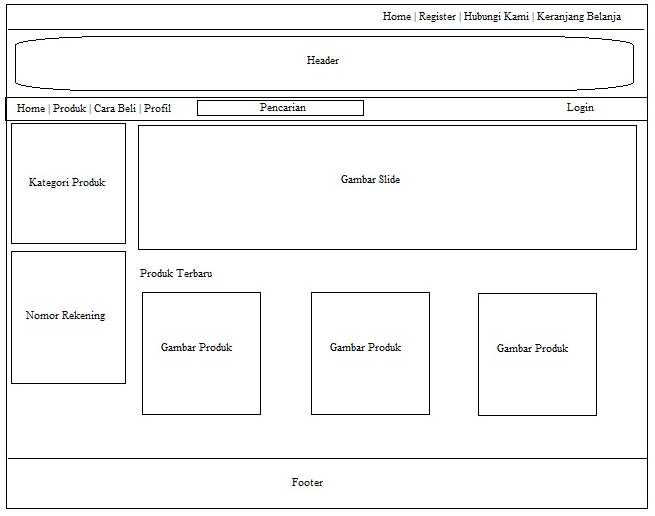 Home | Register | Hubungi Kami | Keranjang Belanja
Header
Home | Produk | Cara Beli | Profil
Pencarian
Login
Kategori Produk
Gambar Slide
Nomor Rekening
Produk Terbaru
Gambar Produk
Gambar Produk
Gambar Produk
Footer